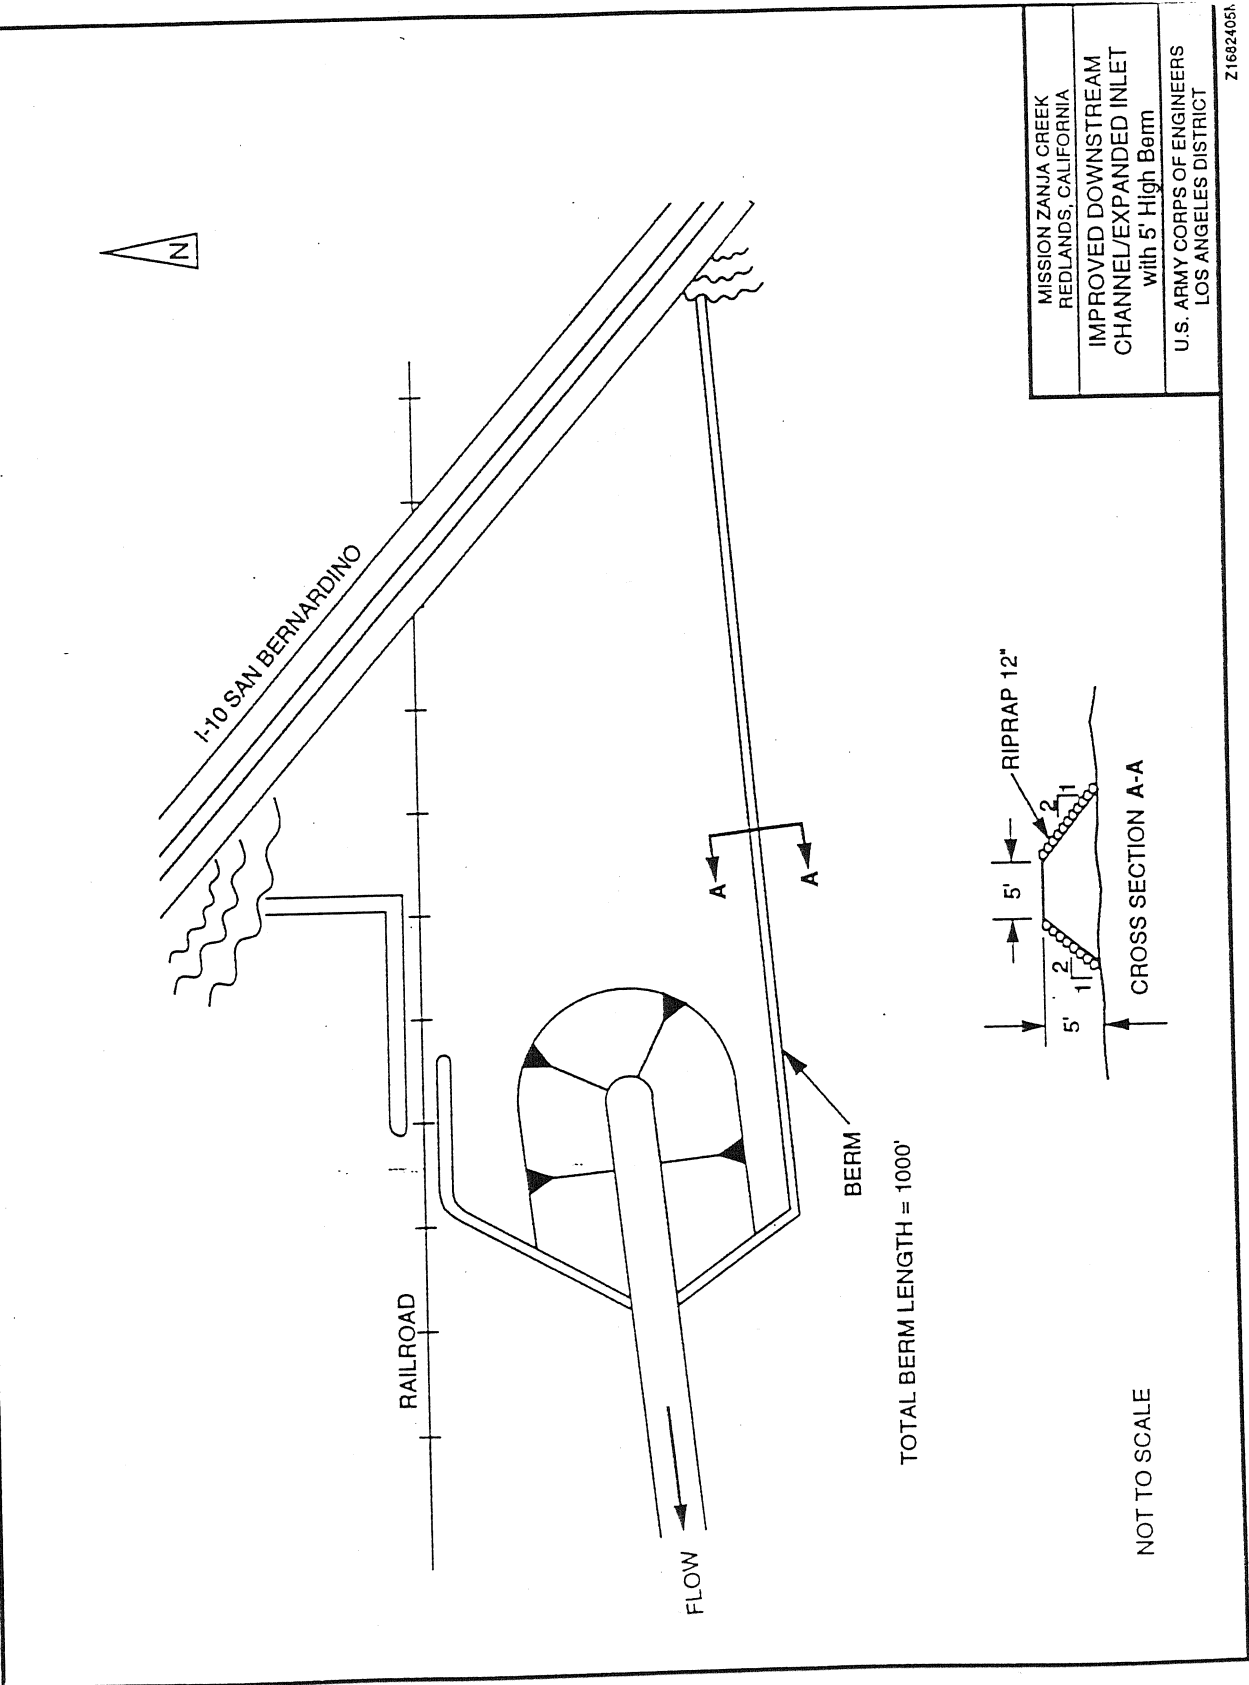 N
I-10 SAN BERNARDINO
RAILROAD
FLOW
A
A
BERM
TOTAL BERM LENGTH = 1000'
NOT TO SCALE
5'
5'
1
2
2
1
RIPRAP 12"
CROSS SECTION A-A
MISSION ZANJA CREEK
REDLANDS, CALIFORNIA
IMPROVED DOWNSTREAM
CHANNEL/EXPANDED INLET
with 5' High Berm
U.S. ARMY CORPS OF ENGINEERS
LOS ANGELES DISTRICT